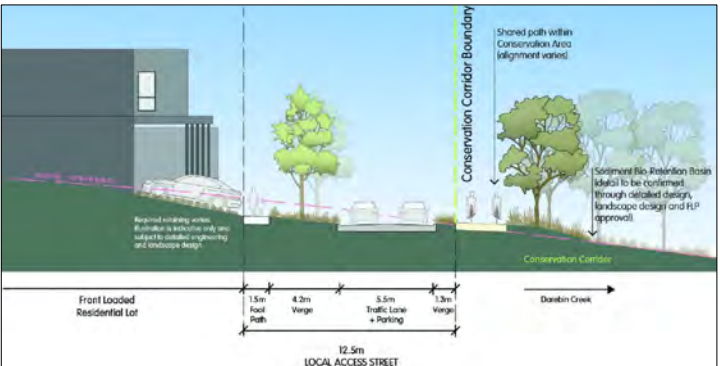 Conservation Corridor Boundary
Shared path within
Conservation Area
(alignment varies)
Sediment Bio-Retention Basin
(detail to be confirmed
through detailed design,
landscape design and FLP
approval)
Required retaining varies.
Illustration is indicative only and
subject to detailed engineering
and landscape design
Conservation Corridor
Front Loaded
Residential Lot
1.5m
Foot
Path
4.2m
Verge
5.5m
Traffic Lane
+ Parking
1.3m
Verge
Darebin Creek
12.5m
LOCAL ACCESS STREET